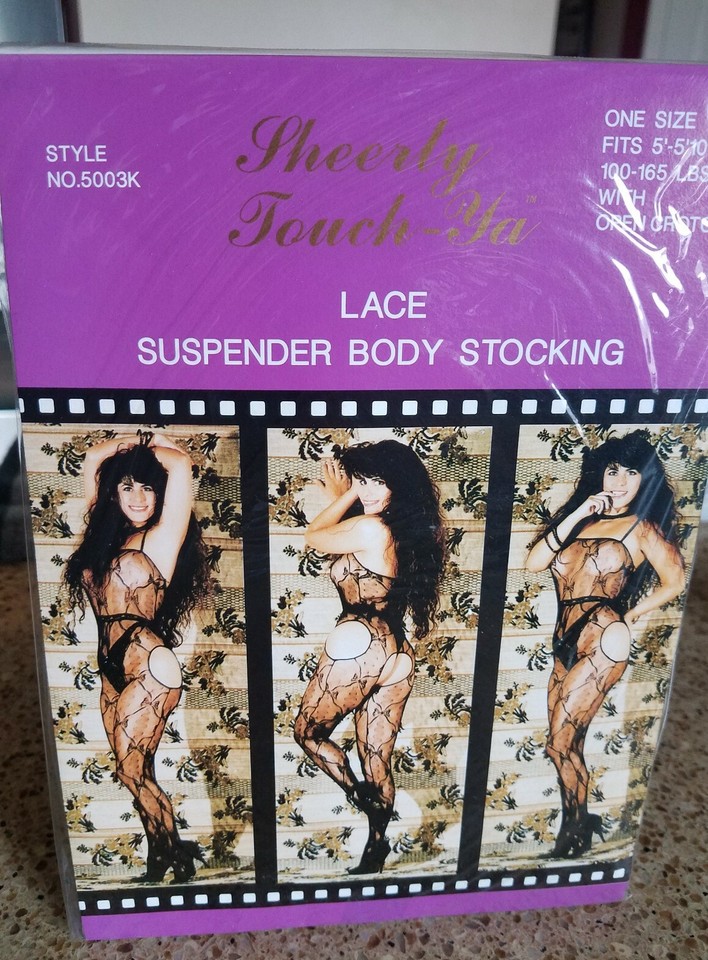 STYLE
NO.5003K
Sheerly
Touch-Ya™
ONE SIZE
FITS 5'-5'10
100-165 LBS
WITH
OPEN CROTC
LACE
SUSPENDER BODY STOCKING